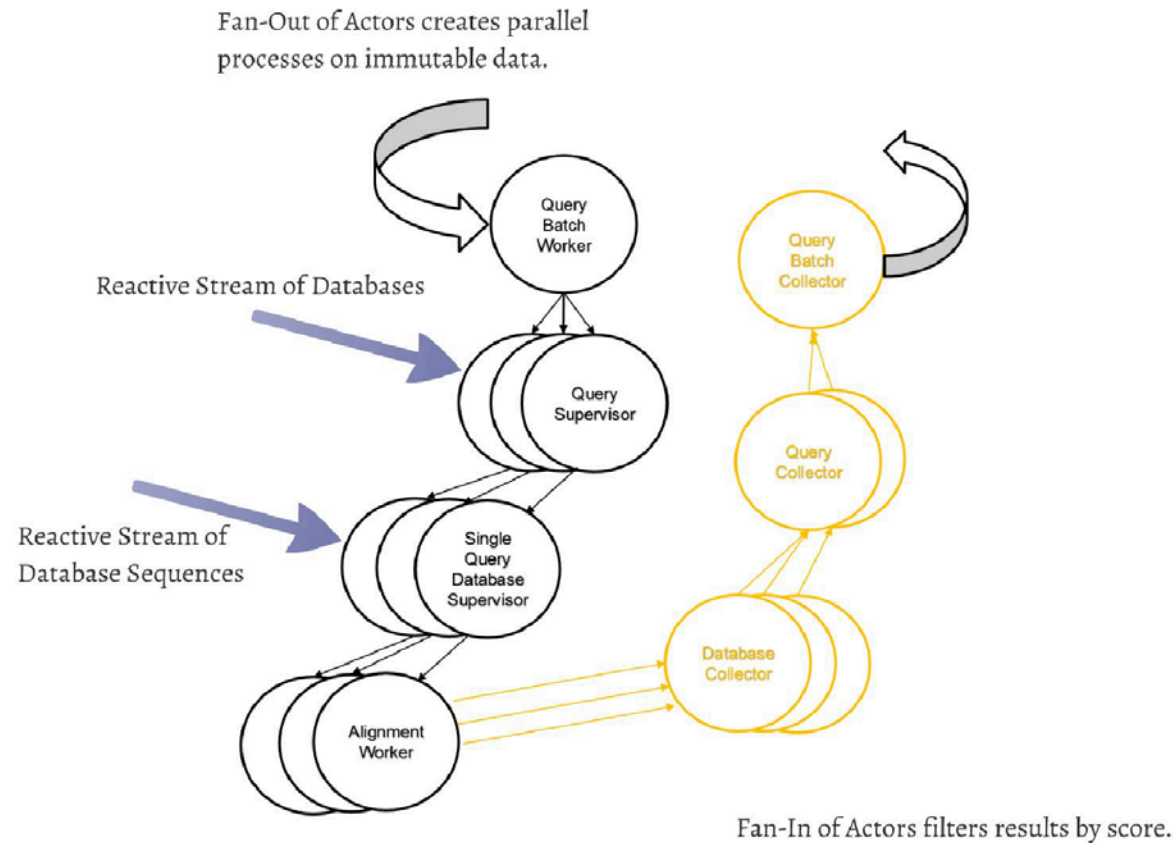 Fan-Out of Actors creates parallel
processes on immutable data.
Query
Batch
Worker
Query
Batch
Collector
Reactive Stream of Databases
Query
Supervisor
Query
Collector
Reactive Stream of
Database Sequences
Single
Query
Database
Supervisor
Database
Collector
Alignment
Worker
Fan-In of Actors filters results by score.